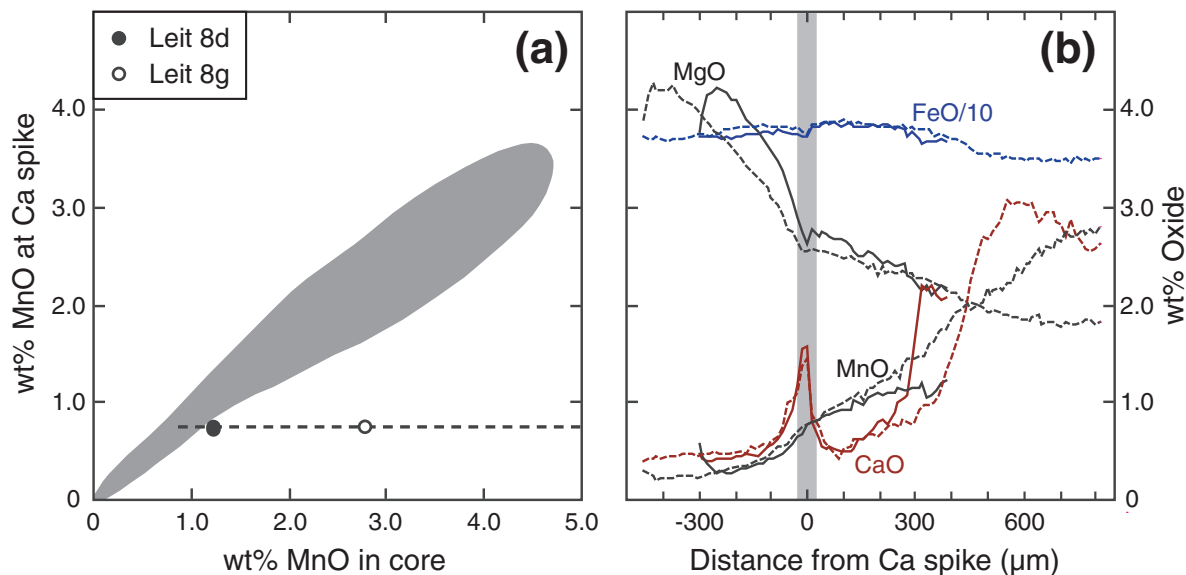 Leit 8d
Leit 8g
(a)
wt% MnO at Ca spike
4.0
3.0
2.0
1.0
0
0
1.0
2.0
3.0
4.0
5.0
wt% MnO in core
(b)
MgO
FeO/10
MnO
CaO
4.0
3.0
2.0
1.0
0
wt% Oxide
-300
0
300
600
Distance from Ca spike (µm)